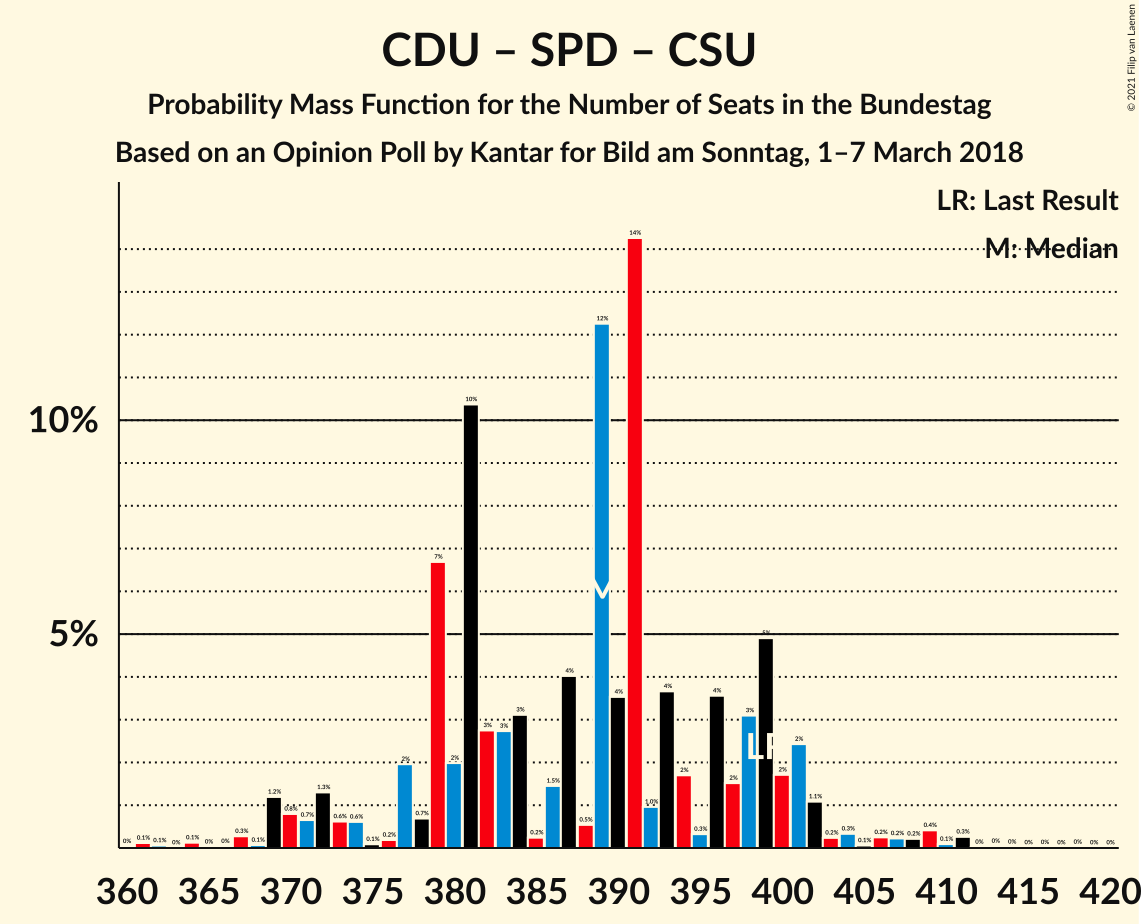 CDU – SPD – CSU
Probability Mass Function for the Number of Seats in the Bundestag
Based on an Opinion Poll by Kantar for Bild am Sonntag, 1–7 March 2018
© 2021 Filip van Laenen
LR: Last Result
M: Median
10%
5%
0% 0.1% 0.1% 0% 0.1% 0% 0% 0.3% 0.1% 1.2% 0.8% 0.7% 1.3% 0.6% 0.6% 0.1% 0.2% 2% 0.7% 7% 2% 10% 3% 3% 3% 0.2% 1.5% 4% 0.5% 12% 4% 14% 1.0% 4% 2% 0.3% 4% 2% 3% 5% 2% 2% 1.1% 0.2% 0.3% 0.1% 0.2% 0.2% 0.2% 0.4% 0.1% 0.3% 0% 0% 0% 0% 0% 0% 0% 0% 0%
360 365 370 375 380 385 390 395 400 405 410 415 420